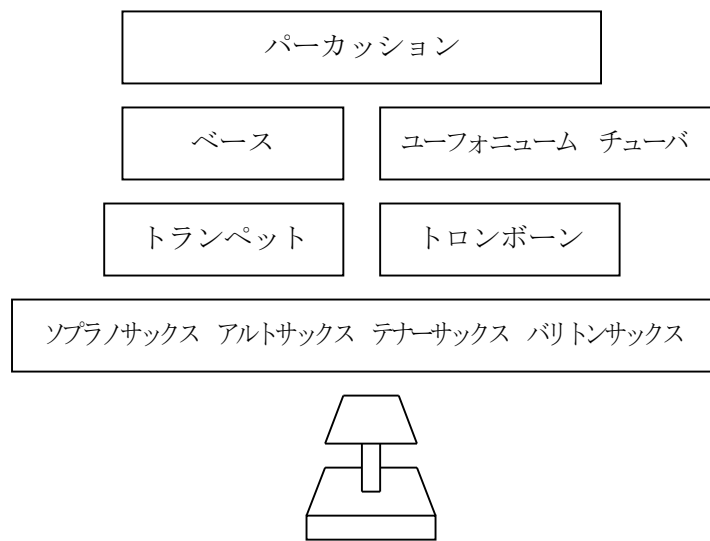 パーカッション
ベース ユーフォニューム チューバ
トランペット トロンボーン
ソプラノサックス アルトサックス テナーサックス バリトンサックス